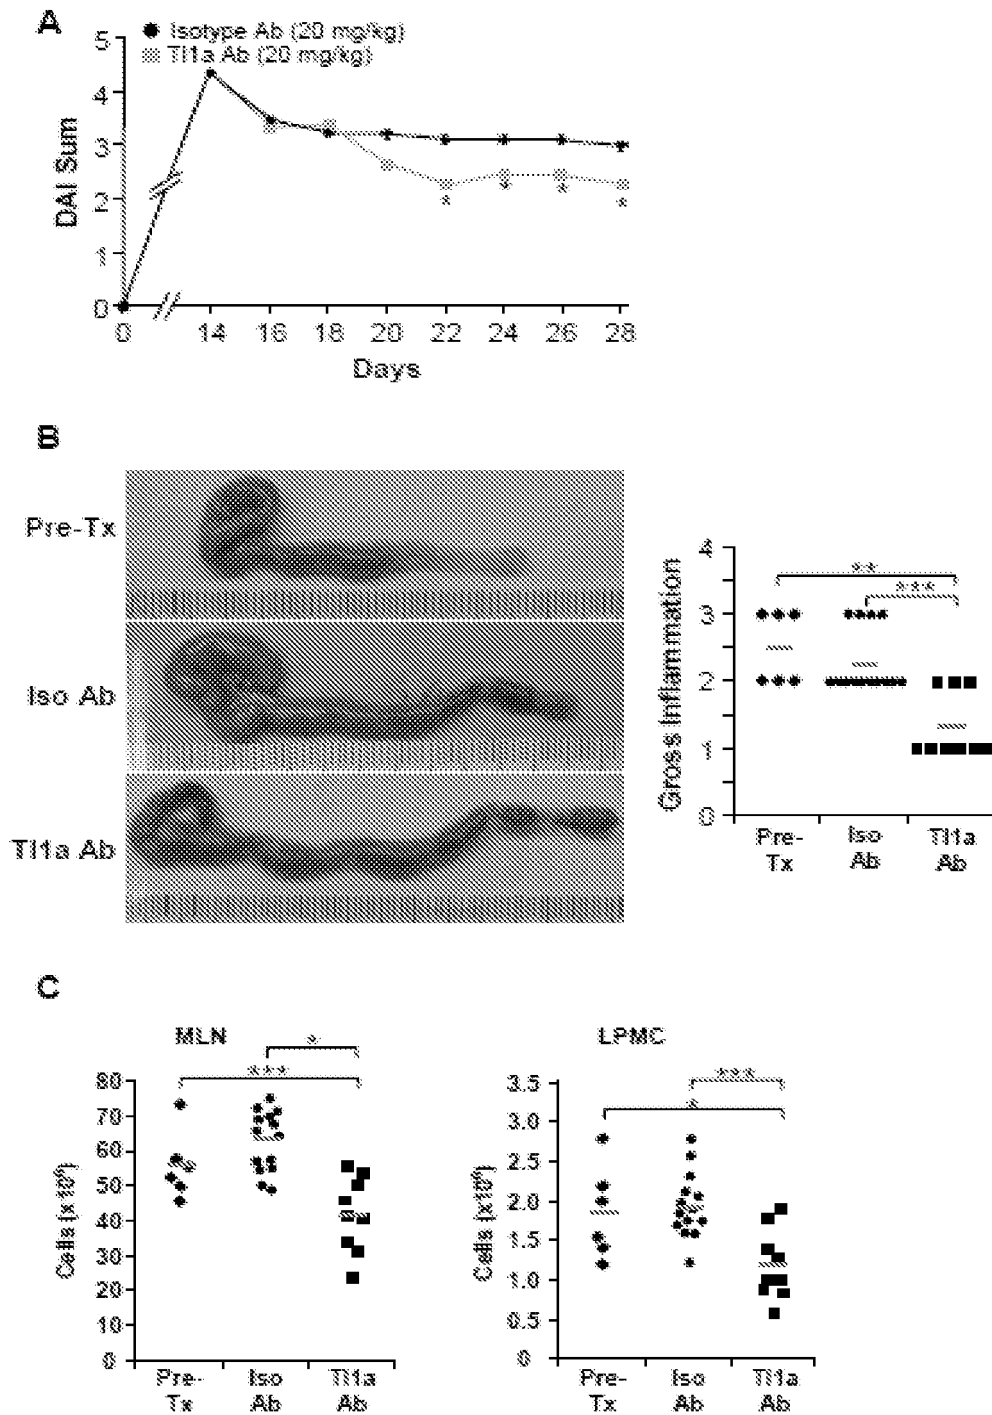 A
Isotype Ab (20 mg/kg)
Tl1a Ab (20 mg/kg)
DAI Sum
5
4
3
2
1
0
0 14 16 18 20 22 24 26 28
* * * *
Days
B
Pre-Tx
Iso Ab
Tl1a Ab
Gross Inflammation
4
3
2
1
0
**
***
Pre-Tx
Iso Ab
Tl1a Ab
C
MLN
*
***
Cells (x10⁶)
80
70
60
50
40
30
20
10
0
Pre-Tx
Iso Ab
Tl1a Ab
LPMC
***
*
Cells (x10⁶)
3.5
3.0
2.5
2.0
1.5
1.0
0.5
0
Pre-Tx
Iso Ab
Tl1a Ab